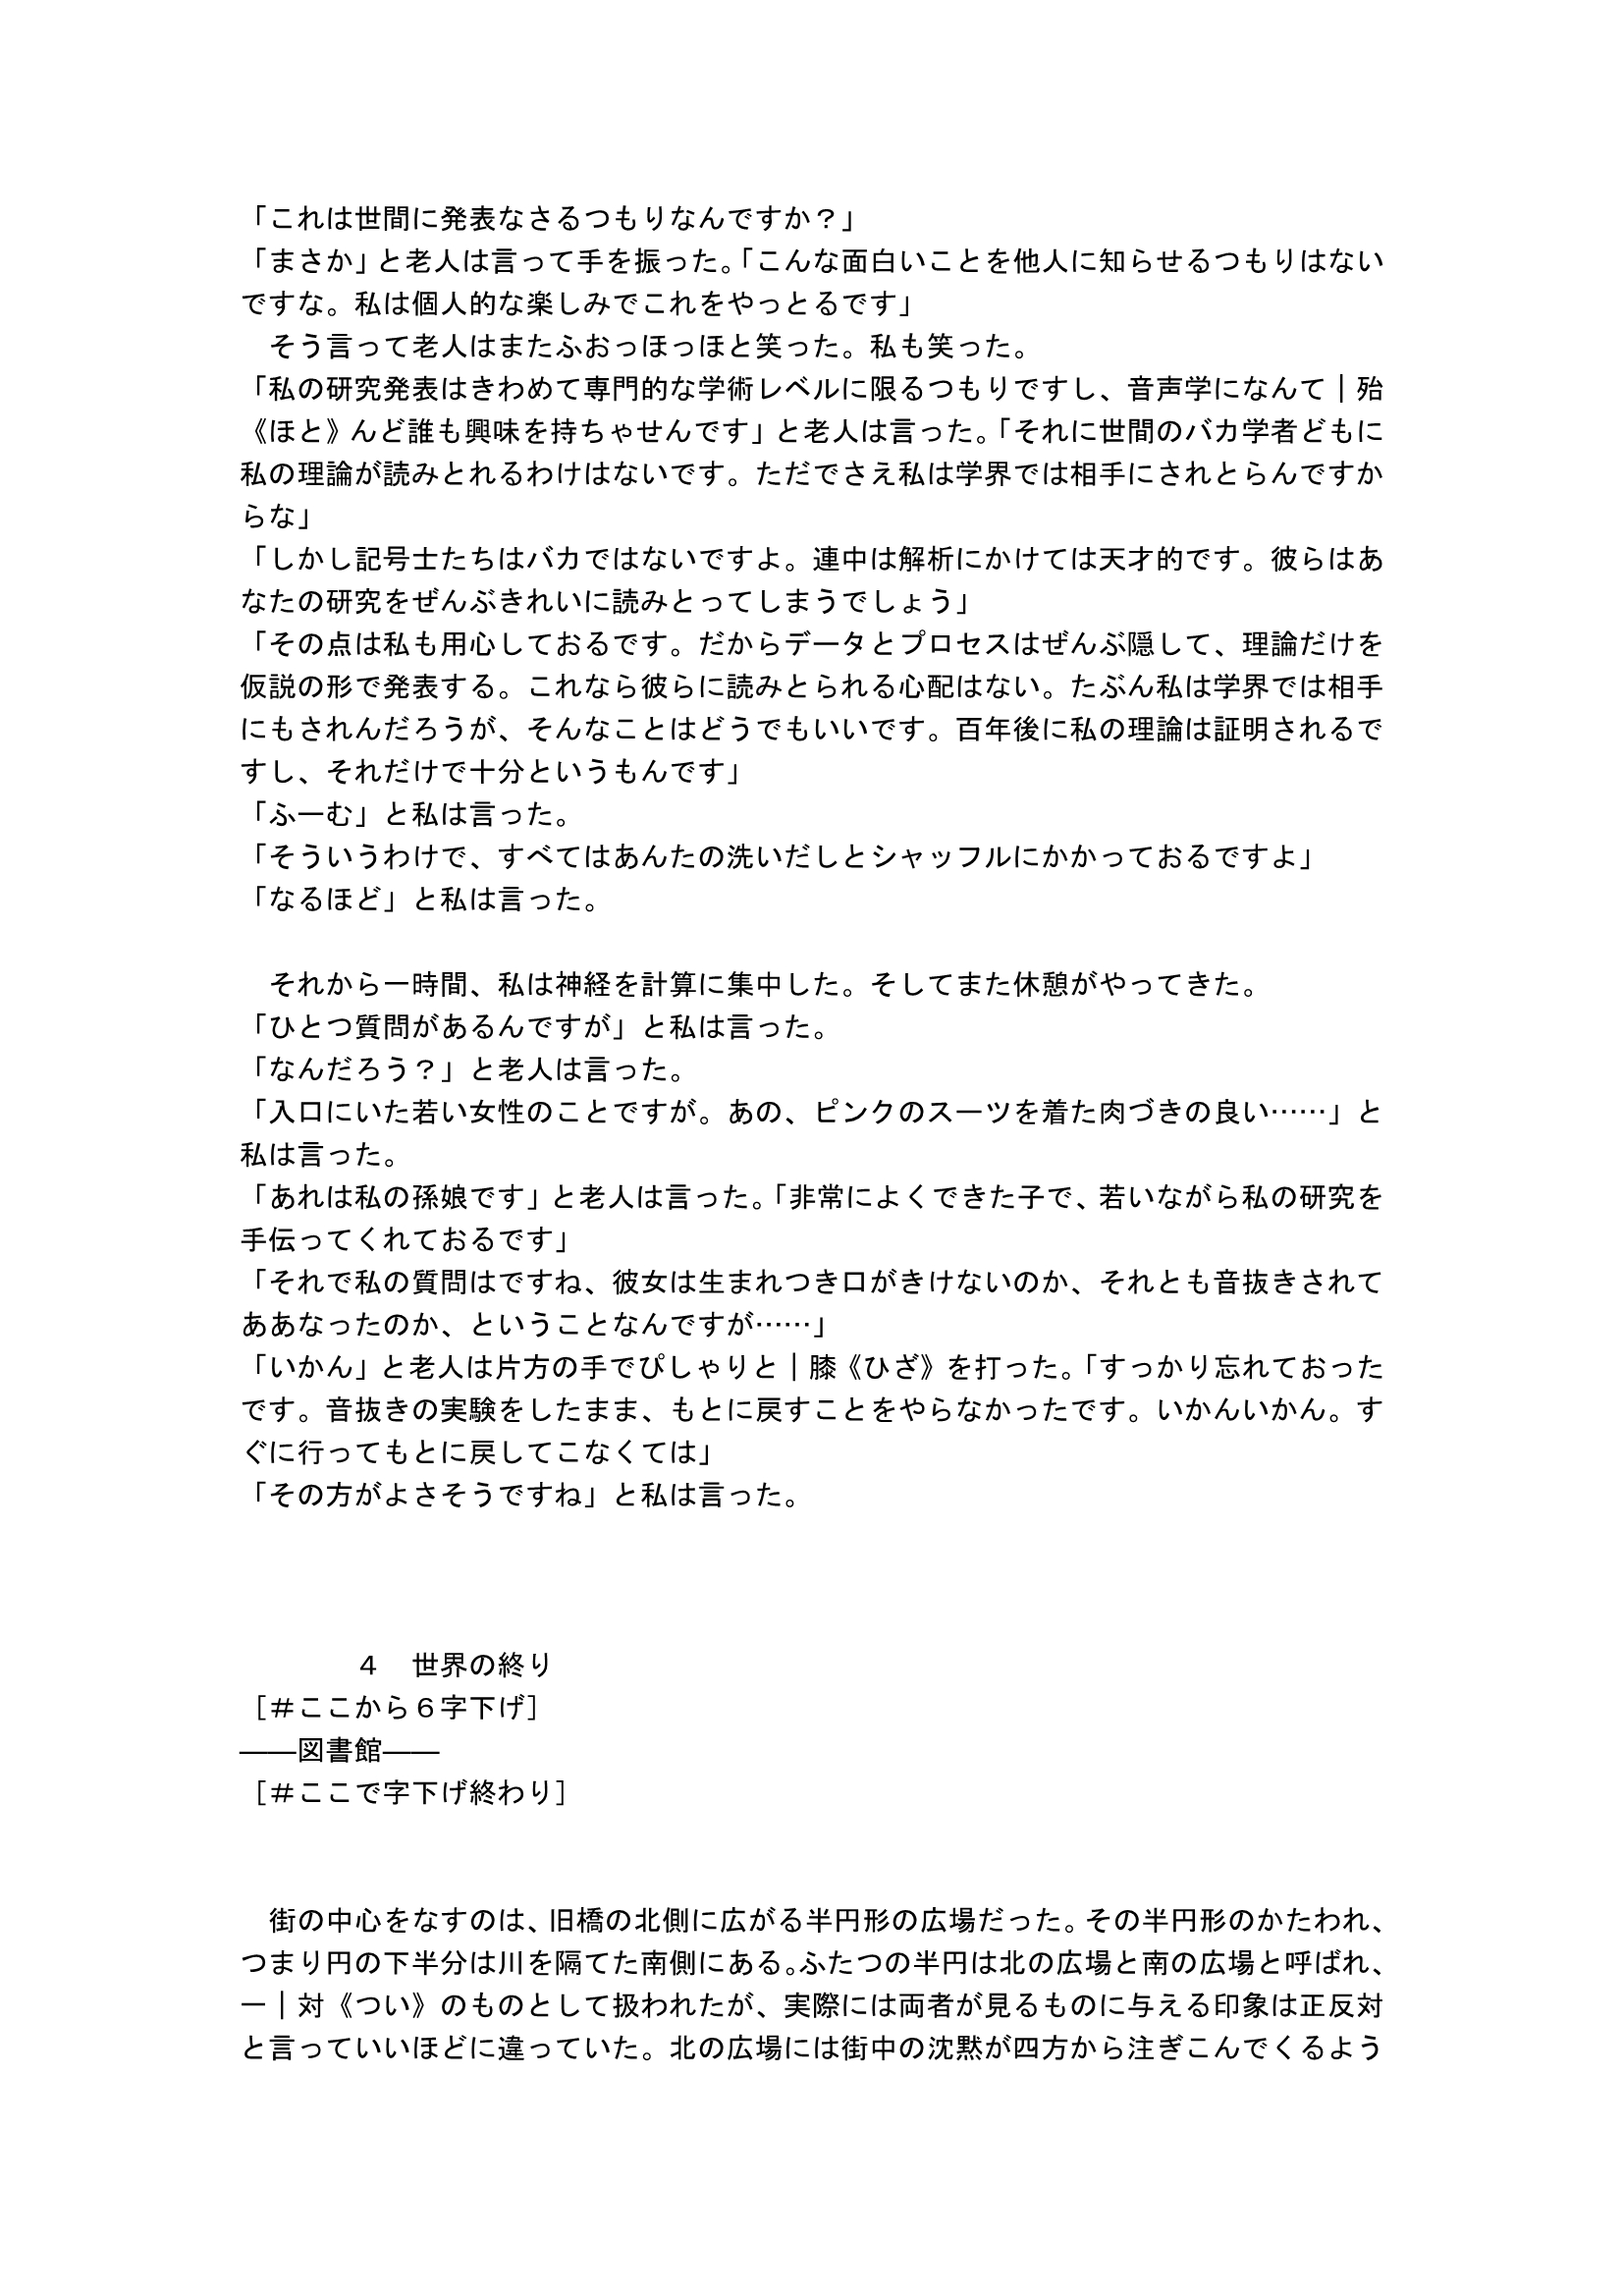 「これは世間に発表なさるつもりなんですか？」
「まさか」と老人は言って手を振った。「こんな面白いことを他人に知らせるつもりはない
ですな。私は個人的な楽しみでこれをやっとるです」
　そう言って老人はまたふおっほっほと笑った。私も笑った。
「私の研究発表はきわめて専門的な学術レベルに限るつもりですし、音声学になんて｜殆
《ほと》んど誰も興味を持ちゃせんです」と老人は言った。「それに世間のバカ学者どもに
私の理論が読みとれるわけはないです。ただでさえ私は学界では相手にされとらんですか
らな」
「しかし記号士たちはバカではないですよ。連中は解析にかけては天才的です。彼らはあ
なたの研究をぜんぶきれいに読みとってしまうでしょう」
「その点は私も用心しておるです。だからデータとプロセスはぜんぶ隠して、理論だけを
仮説の形で発表する。これなら彼らに読みとられる心配はない。たぶん私は学界では相手
にもされんだろうが、そんなことはどうでもいいです。百年後に私の理論は証明されるで
すし、それだけで十分というもんです」
「ふーむ」と私は言った。
「そういうわけで、すべてはあんたの洗いだしとシャッフルにかかっておるですよ」
「なるほど」と私は言った。
　それから一時間、私は神経を計算に集中した。そしてまた休憩がやってきた。
「ひとつ質問があるんですが」と私は言った。
「なんだろう？」と老人は言った。
「入口にいた若い女性のことですが。あの、ピンクのスーツを着た肉づきの良い……」と
私は言った。
「あれは私の孫娘です」と老人は言った。「非常によくできた子で、若いながら私の研究を
手伝ってくれておるです」
「それで私の質問はですね、彼女は生まれつき口がきけないのか、それとも音抜きされて
ああなったのか、ということなんですが……」
「いかん」と老人は片方の手でぴしゃりと｜膝《ひざ》を打った。「すっかり忘れておった
です。音抜きの実験をしたまま、もとに戻すことをやらなかったです。いかんいかん。す
ぐに行ってもとに戻してこなくては」
「その方がよさそうですね」と私は言った。
４　世界の終り
［＃ここから６字下げ］
――図書館――
［＃ここで字下げ終わり］
　街の中心をなすのは、旧橋の北側に広がる半円形の広場だった。その半円形のかたわれ、
つまり円の下半分は川を隔てた南側にある。ふたつの半円は北の広場と南の広場と呼ばれ、
一｜対《つい》のものとして扱われたが、実際には両者が見るものに与える印象は正反対
と言っていいほどに違っていた。北の広場には街中の沈黙が四方から注ぎこんでくるよう